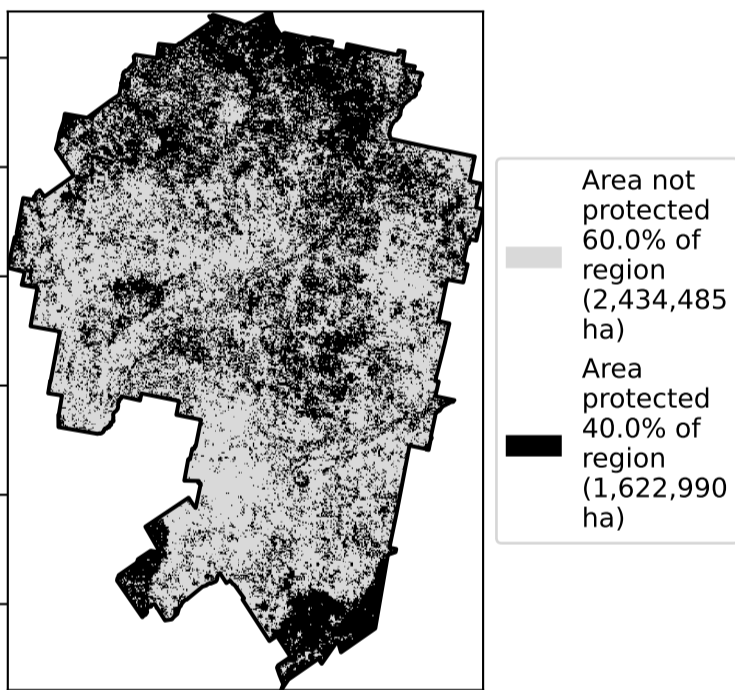 Area not
protected
60.0% of
region
(2,434,485
ha)
Area
protected
40.0% of
region
(1,622,990
ha)